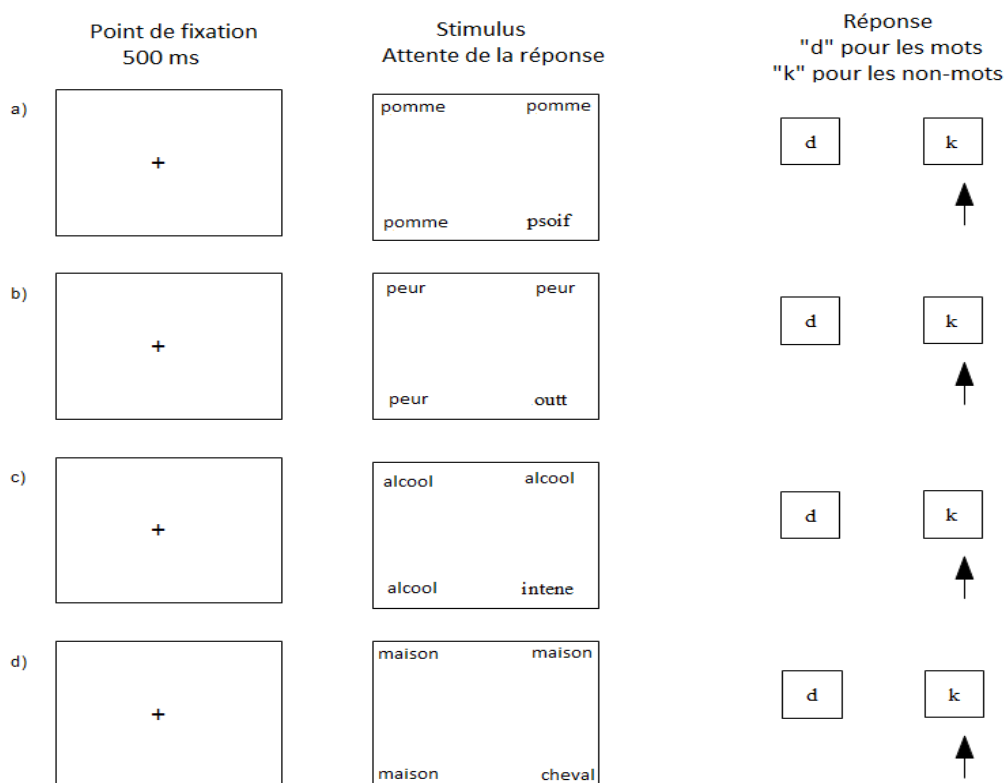 Point de fixation
500 ms
Stimulus
Attente de la réponse
Réponse
"d" pour les mots
"k" pour les non-mots
a)
+
pomme pomme
pomme psoif
d k
b)
+
peur peur
peur outt
d k
c)
+
alcool alcool
alcool intene
d k
d)
+
maison maison
maison cheval
d k